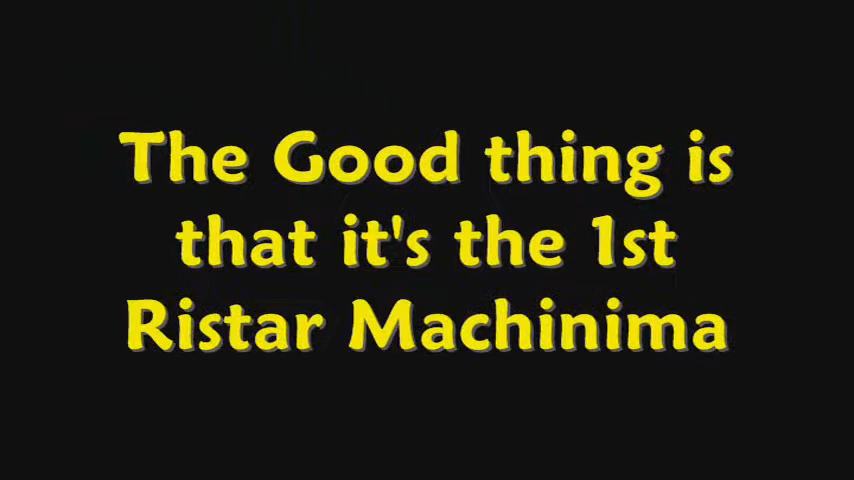 The Good thing is
that it's the 1st
Ristar Machinima